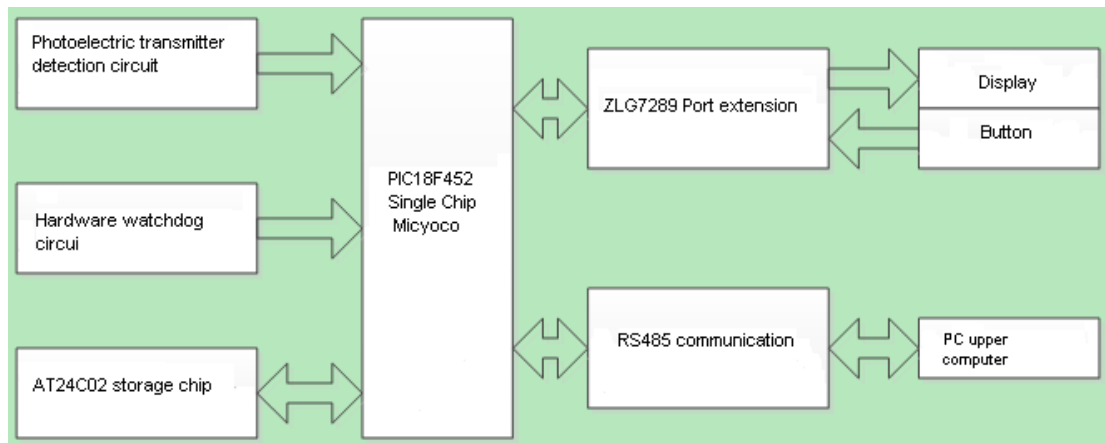 Photoelectric transmitter
detection circuit
Hardware watchdog
circui
AT24C02 storage chip
PIC18F452
Single Chip
Micyoco
ZLG7289 Port extension
RS485 communication
Display
Button
PC upper
computer